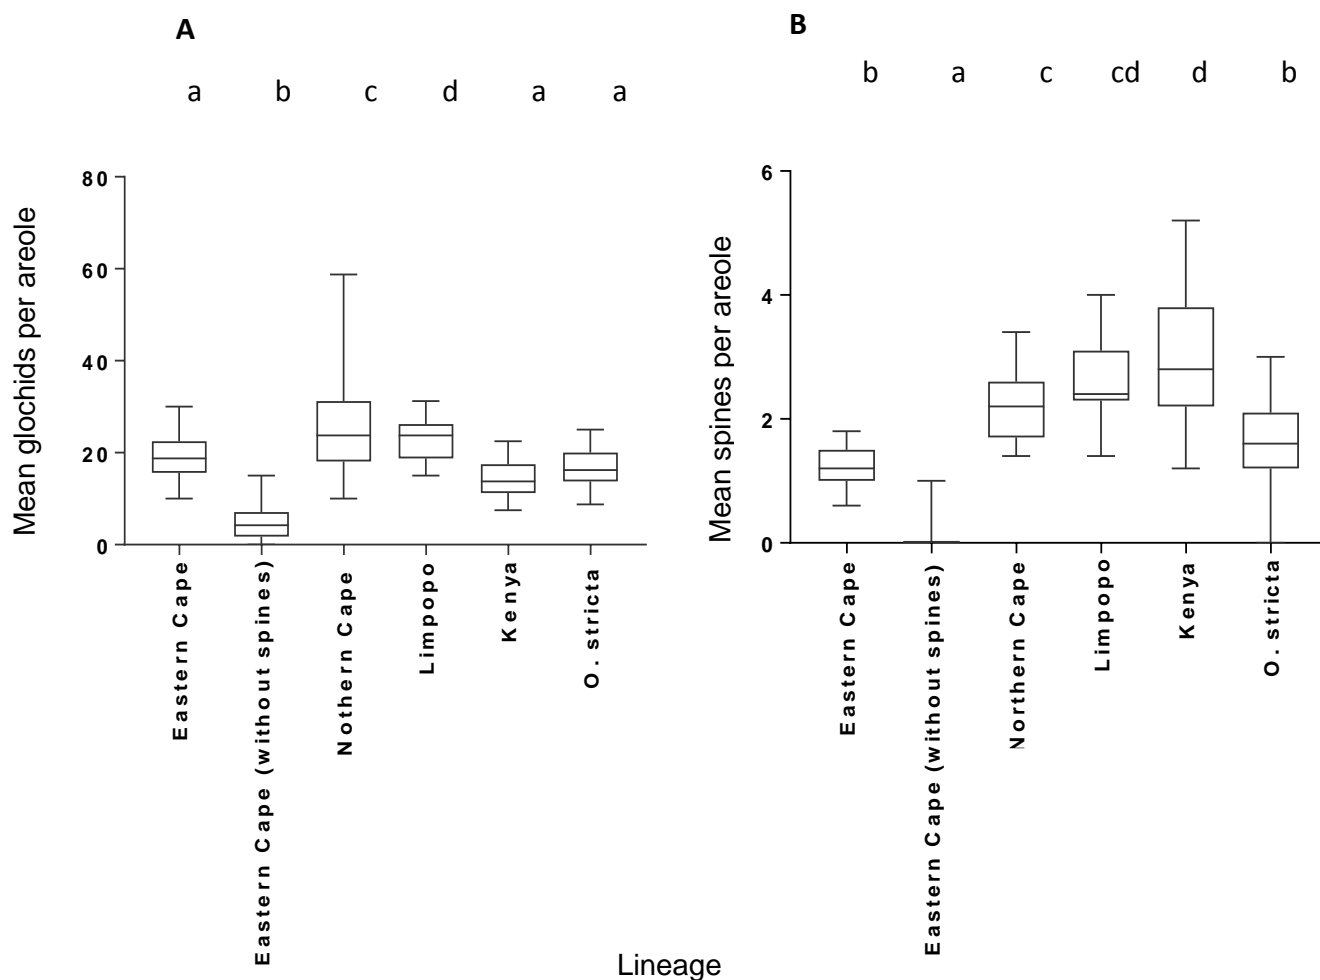 A
a b c d a a
80
60
40
20
0
Mean glochids per areole
Eastern Cape
Eastern Cape (without spines)
Nothern Cape
Limpopo
Kenya
O. stricta
B
b a c cd d b
6
4
2
0
Mean spines per areole
Eastern Cape
Eastern Cape (without spines)
Northern Cape
Limpopo
Kenya
O. stricta
Lineage